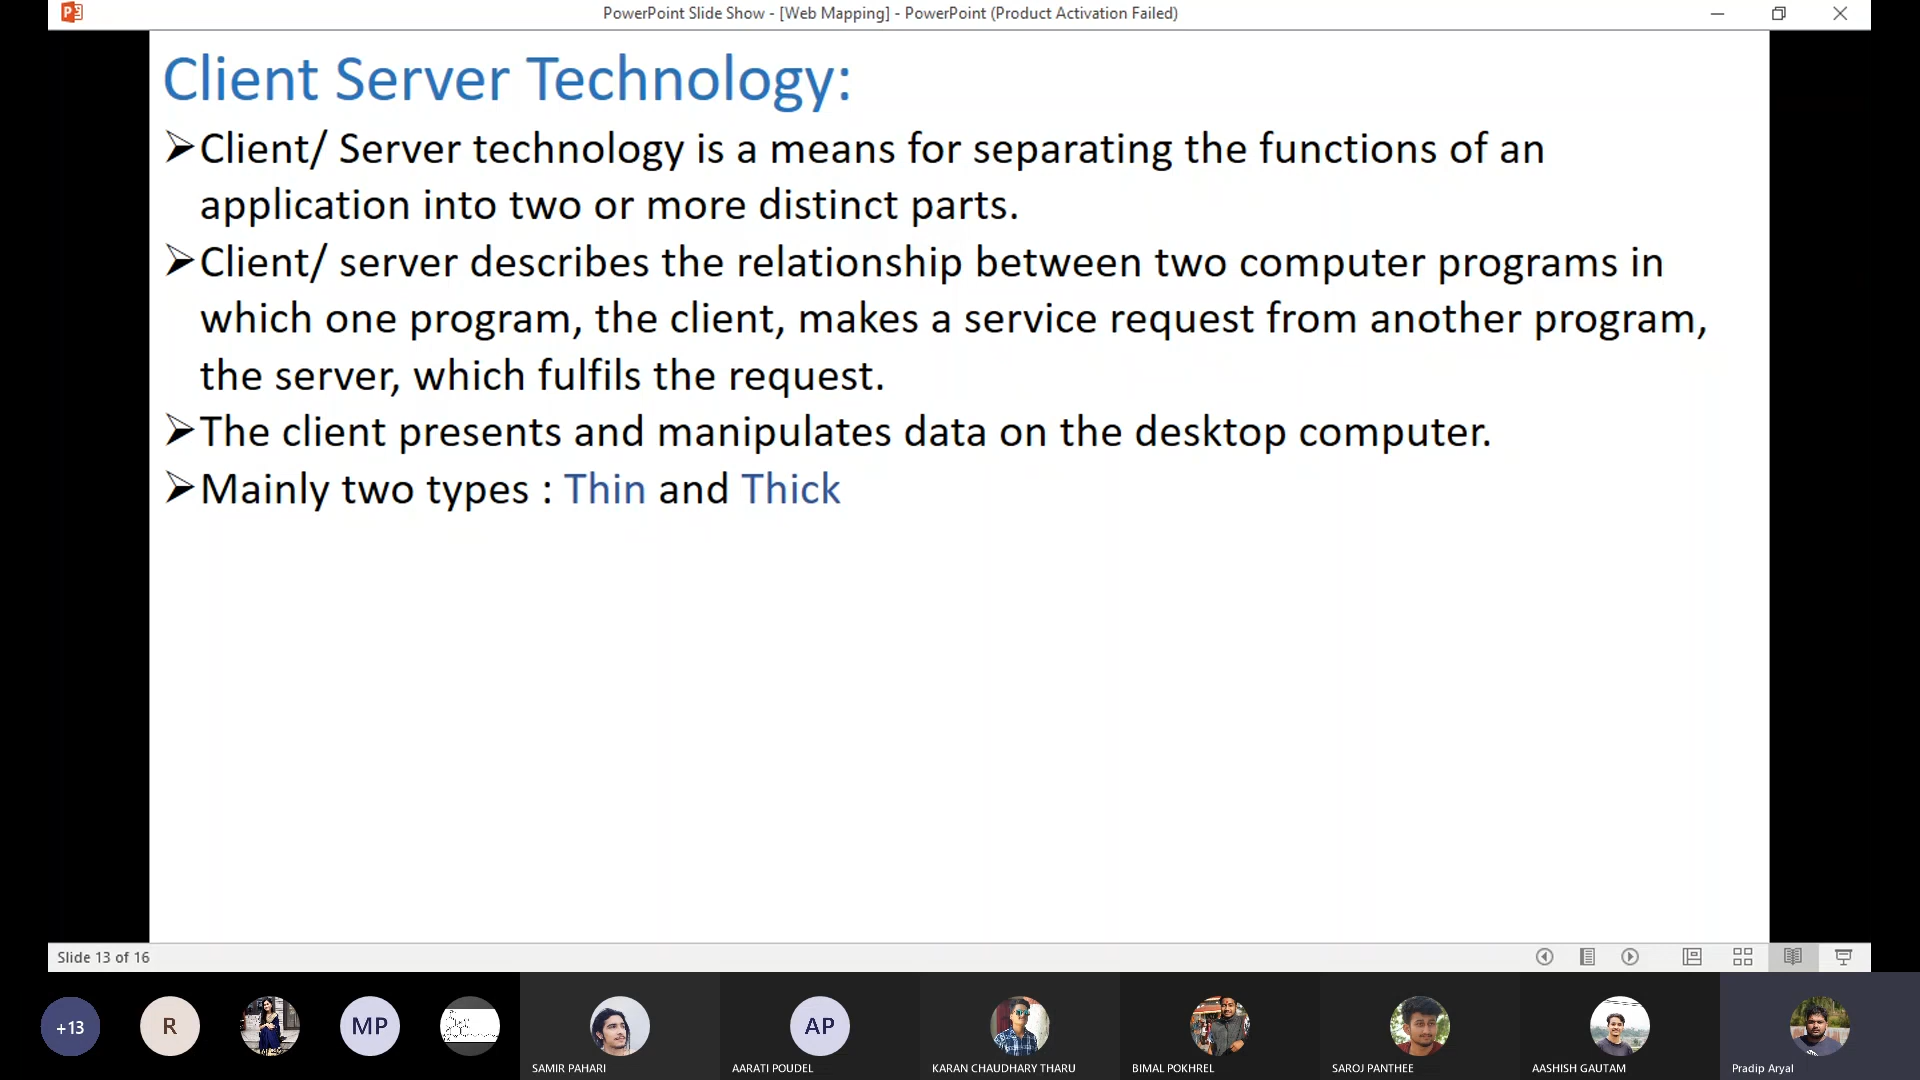 PowerPoint Slide Show - [Web Mapping] - PowerPoint (Product Activation Failed)
Client Server Technology:
Client/ Server technology is a means for separating the functions of an
application into two or more distinct parts.
Client/ server describes the relationship between two computer programs in
which one program, the client, makes a service request from another program,
the server, which fulfils the request.
The client presents and manipulates data on the desktop computer.
Mainly two types : Thin and Thick
Slide 13 of 16
+13
R
MP
AP
SAMIR PAHARI
AARATI POUDEL
KARAN CHAUDHARY THARU
BIMAL POKHREL
SAROJ PANTHEE
AASHISH GAUTAM
Pradip Aryal